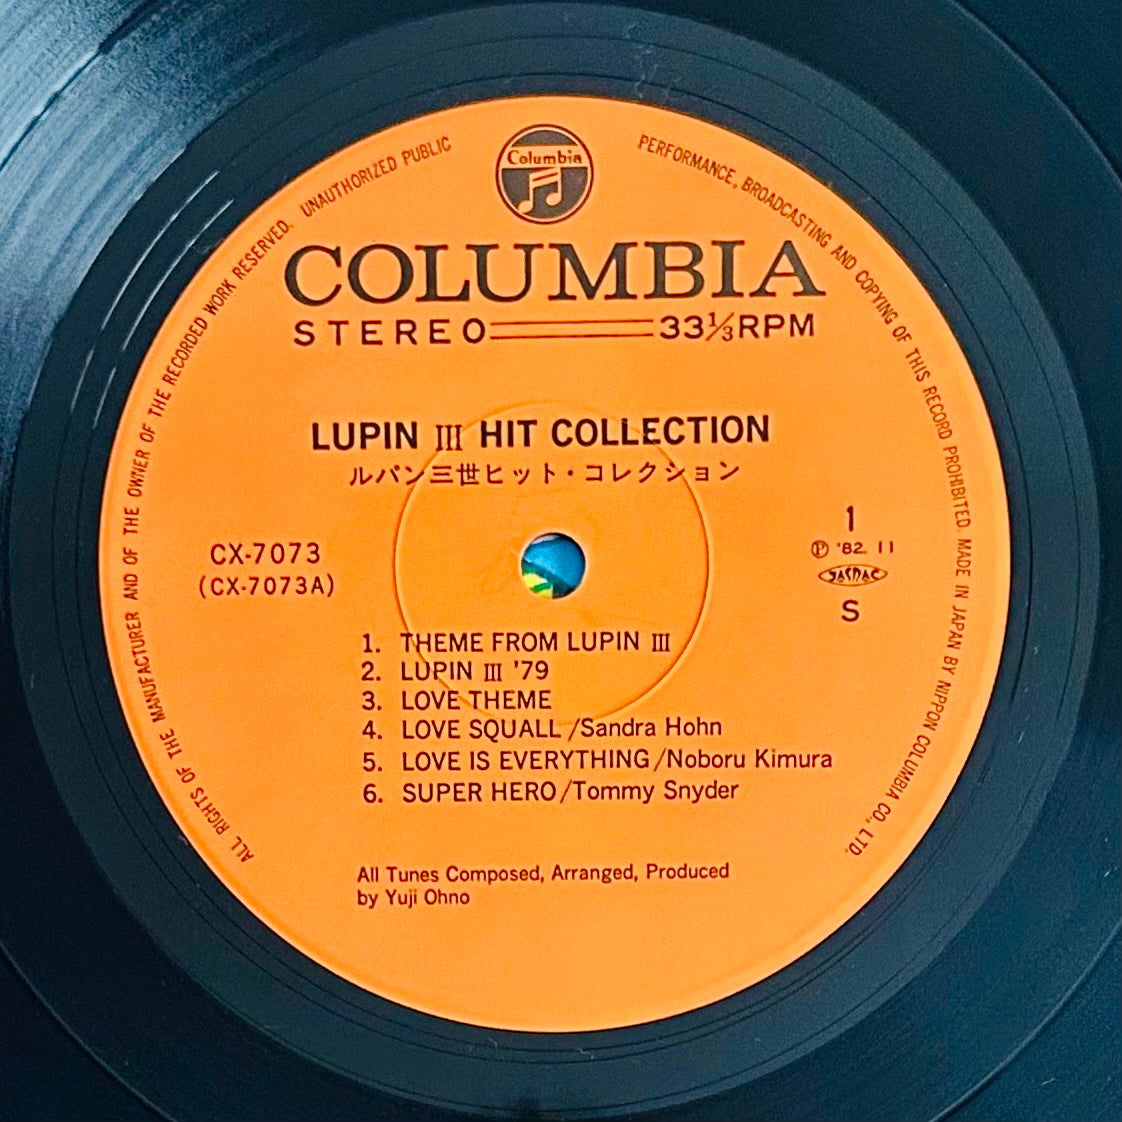 Columbia
COLUMBIA
STEREO 33⅓RPM
LUPIN III HIT COLLECTION
ルパン三世ヒット・コレクション
CX-7073
(CX-7073A)
1
Ⓟ '82. 11
JASRAC
S
1. THEME FROM LUPIN III
2. LUPIN III '79
3. LOVE THEME
4. LOVE SQUALL/Sandra Hohn
5. LOVE IS EVERYTHING/Noboru Kimura
6. SUPER HERO/Tommy Snyder
All Tunes Composed, Arranged, Produced
by Yuji Ohno
ALL RIGHTS OF THE MANUFACTURER AND OF THE OWNER OF THE RECORDED WORK RESERVED. UNAUTHORIZED PUBLIC PERFORMANCE, BROADCASTING AND COPYING OF THIS RECORD PROHIBITED. MADE IN JAPAN BY NIPPON COLUMBIA CO., LTD.